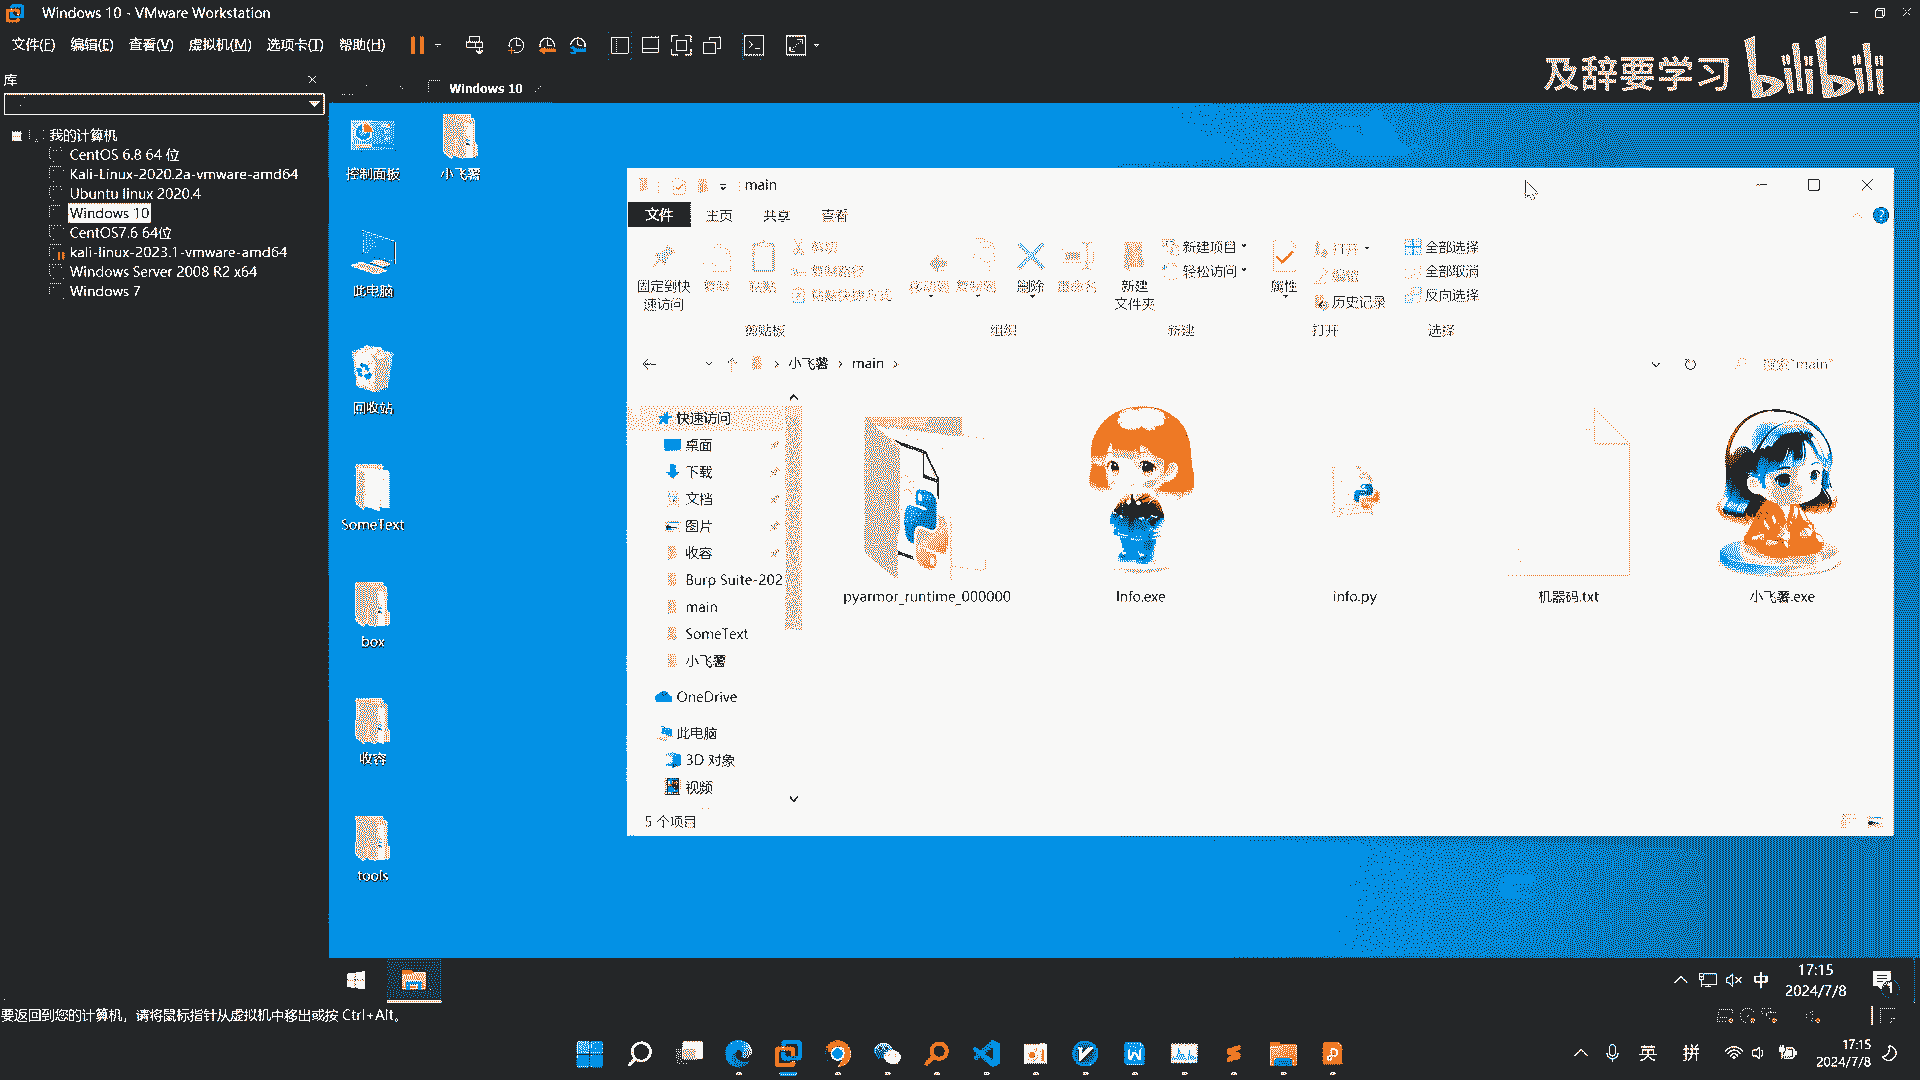 Windows 10 - VMware Workstation
文件(F) 编辑(E) 查看(V) 虚拟机(M) 选项卡(T) 帮助(H)
及辞要学习 bilibili
库
Windows 10
我的计算机
CentOS 6.8 64 位
Kali-Linux-2020.2a-vmware-amd64
Ubuntu linux 2020.4
Windows 10
CentOS7.6 64位
kali-linux-2023.1-vmware-amd64
Windows Server 2008 R2 x64
Windows 7
控制面板
小飞署
此电脑
回收站
SomeText
box
收容
tools
main
文件 主页 共享 查看
固定到快速访问
复制
粘贴
剪切
复制路径
粘贴快捷方式
剪贴板
移动到
复制到
删除
重命名
组织
新建
文件夹
新建项目
轻松访问
新建
属性
打开
编辑
历史记录
打开
全部选择
全部取消
反向选择
选择
小飞署 › main ›
搜索"main"
快速访问
桌面
下载
文档
图片
收容
Burp Suite-202
main
SomeText
小飞署
OneDrive
此电脑
3D 对象
视频
pyarmor_runtime_000000
Info.exe
info.py
机器码.txt
小飞署.exe
5 个项目
中
17:15
2024/7/8
1
要返回到您的计算机，请将鼠标指针从虚拟机中移出或按 Ctrl+Alt。
英 拼
17:15
2024/7/8